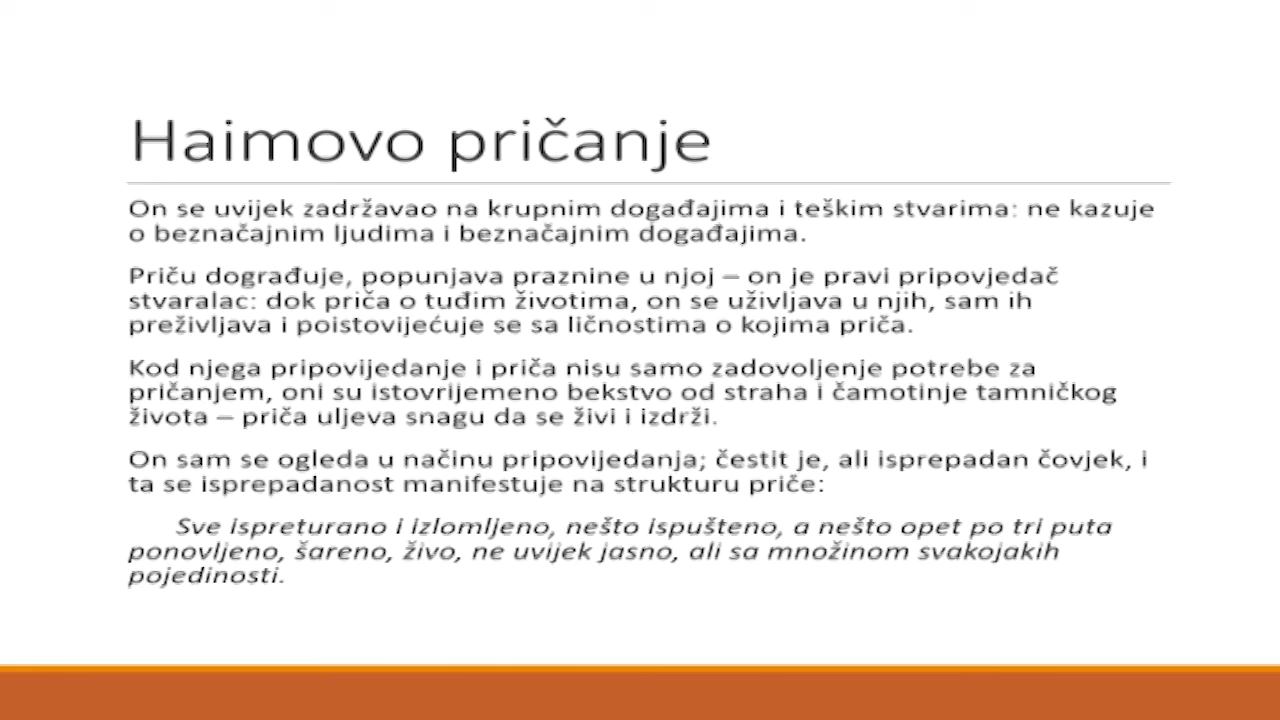 Haimovo pričanje
On se uvijek zadržavao na krupnim događajima i teškim stvarima: ne kazuje
o beznačajnim ljudima i beznačajnim događajima.
Priču dograđuje, popunjava praznine u njoj – on je pravi pripovjedač
stvaralac: dok priča o tuđim životima, on se uživljava u njih, sam ih
preživljava i poistovijećuje se sa ličnostima o kojima priča.
Kod njega pripovijedanje i priča nisu samo zadovoljenje potrebe za
pričanjem, oni su istovrijemeno bekstvo od straha i čamotinje tamničkog
života – priča uljeva snagu da se živi i izdrži.
On sam se ogleda u načinu pripovijedanja; čestit je, ali isprepadan čovjek, i
ta se isprepadanost manifestuje na strukturu priče:
Sve ispreturano i izlomljeno, nešto ispušteno, a nešto opet po tri puta
ponovljeno, šareno, živo, ne uvijek jasno, ali sa množinom svakojakih
pojedinosti.